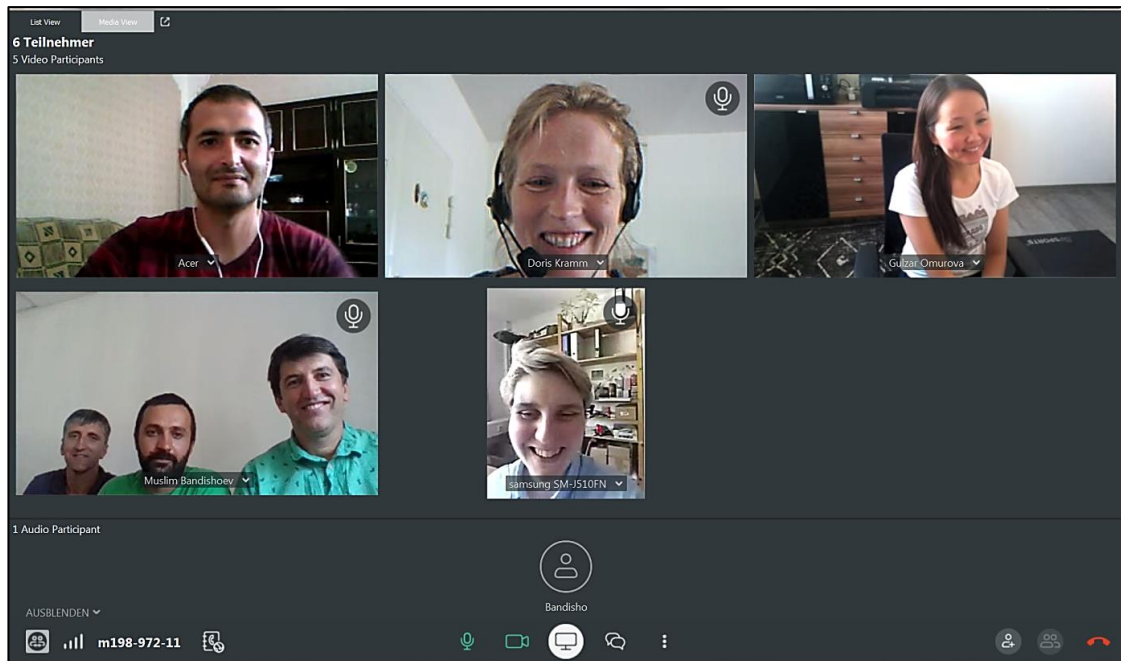 List View Media View
6 Teilnehmer
5 Video Participants
Acer
Doris Kramm
Gulzar Omurova
Muslim Bandishoev
samsung SM-J510FN
1 Audio Participant
Bandisho
AUSBLENDEN
m198-972-11